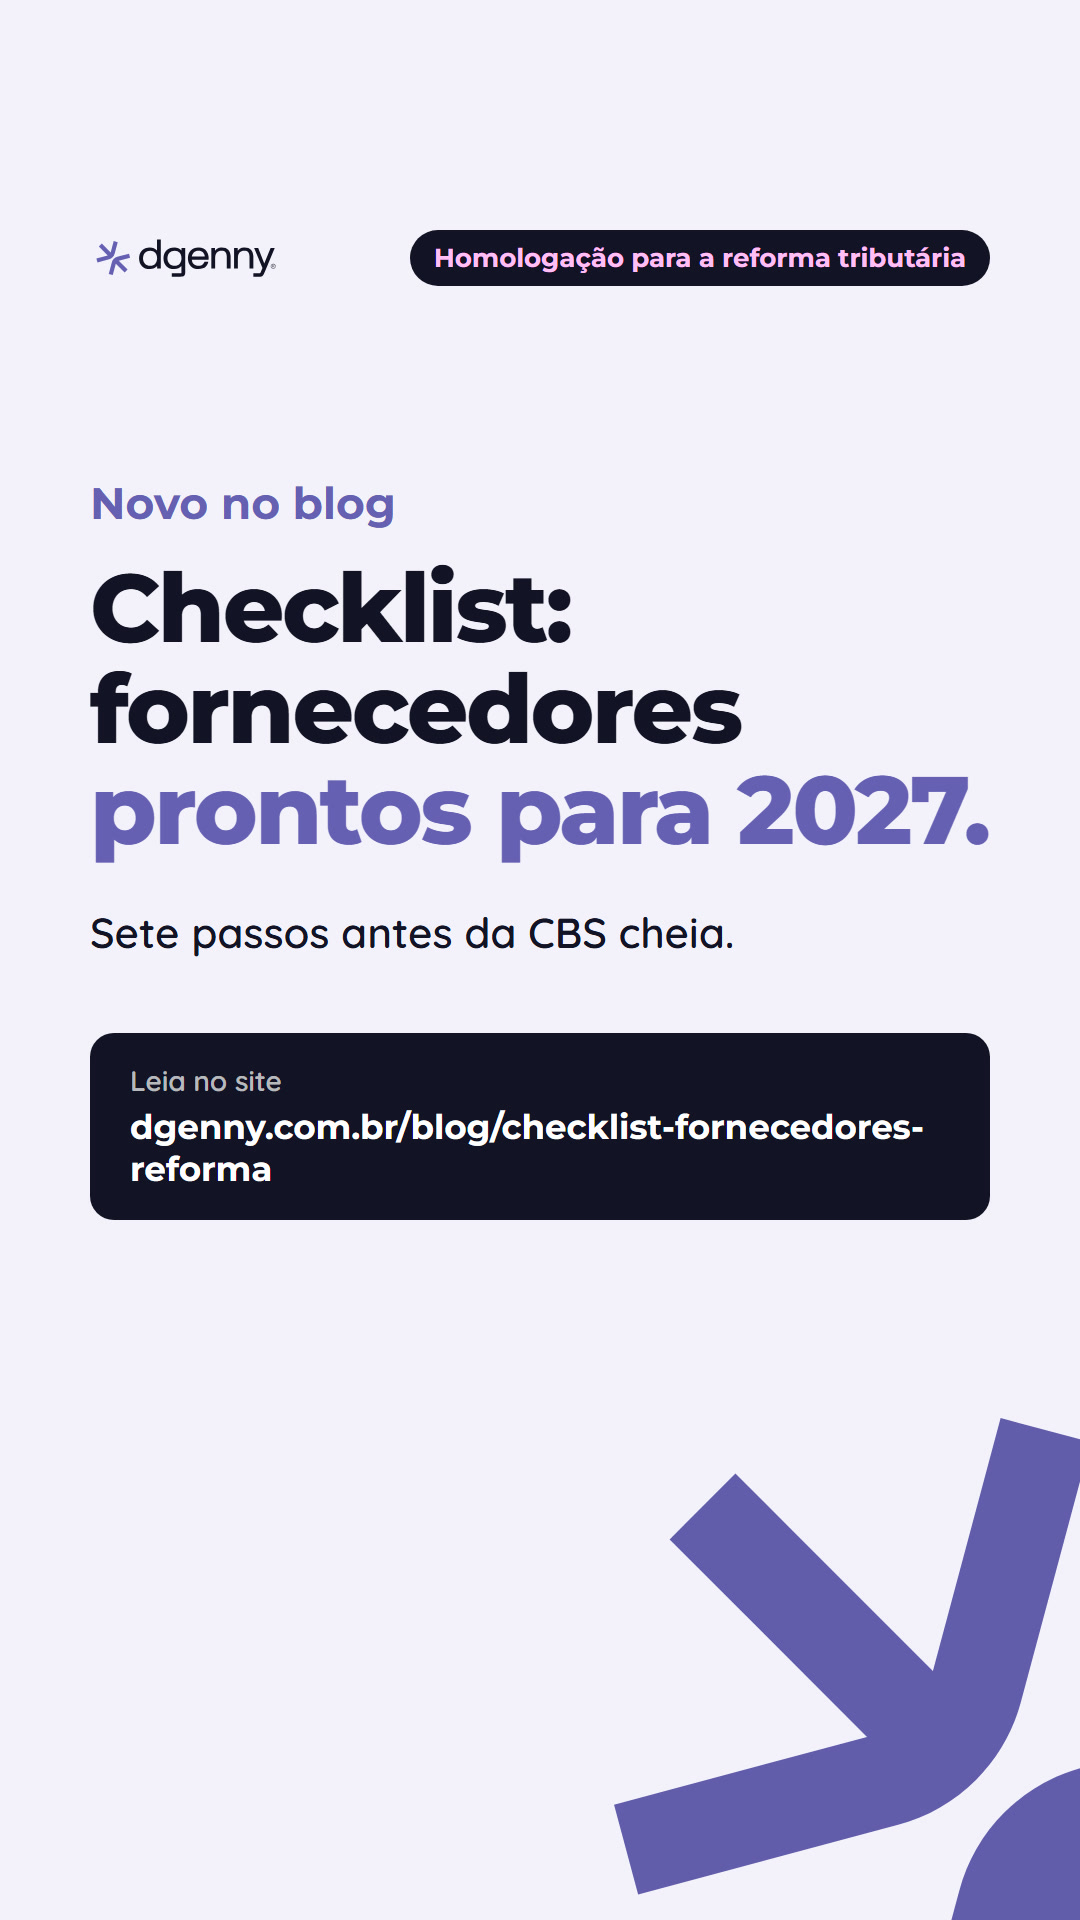 dgenny®
Homologação para a reforma tributária
Novo no blog
Checklist:
fornecedores
prontos para 2027.
Sete passos antes da CBS cheia.
Leia no site
dgenny.com.br/blog/checklist-fornecedores-
reforma